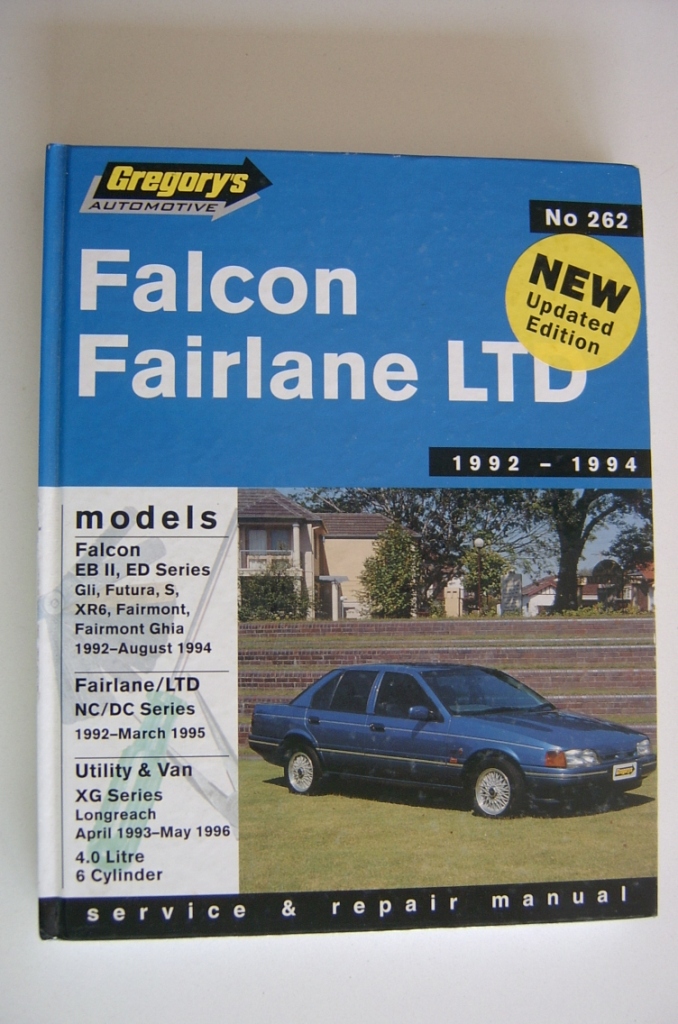 Gregory's
AUTOMOTIVE
No 262
NEW
Updated
Edition
Falcon
Fairlane LTD
1992 – 1994
models
Falcon
EB II, ED Series
Gli, Futura, S,
XR6, Fairmont,
Fairmont Ghia
1992–August 1994
Fairlane/LTD
NC/DC Series
1992–March 1995
Utility & Van
XG Series
Longreach
April 1993–May 1996
4.0 Litre
6 Cylinder
service & repair manual